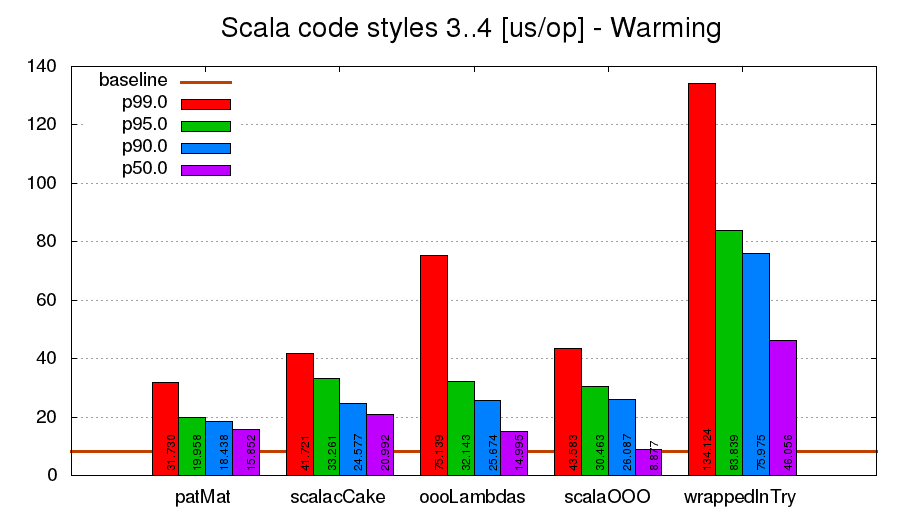 Scala code styles 3..4 [us/op] - Warming
140
120
100
80
60
40
20
0
baseline
p99.0
p95.0
p90.0
p50.0
31.730
19.958
18.438
15.852
41.721
33.261
24.577
20.992
75.139
32.143
25.674
14.995
43.583
30.463
26.087
8.877
134.124
83.839
75.975
46.056
patMat
scalacCake
oooLambdas
scalaOOO
wrappedInTry